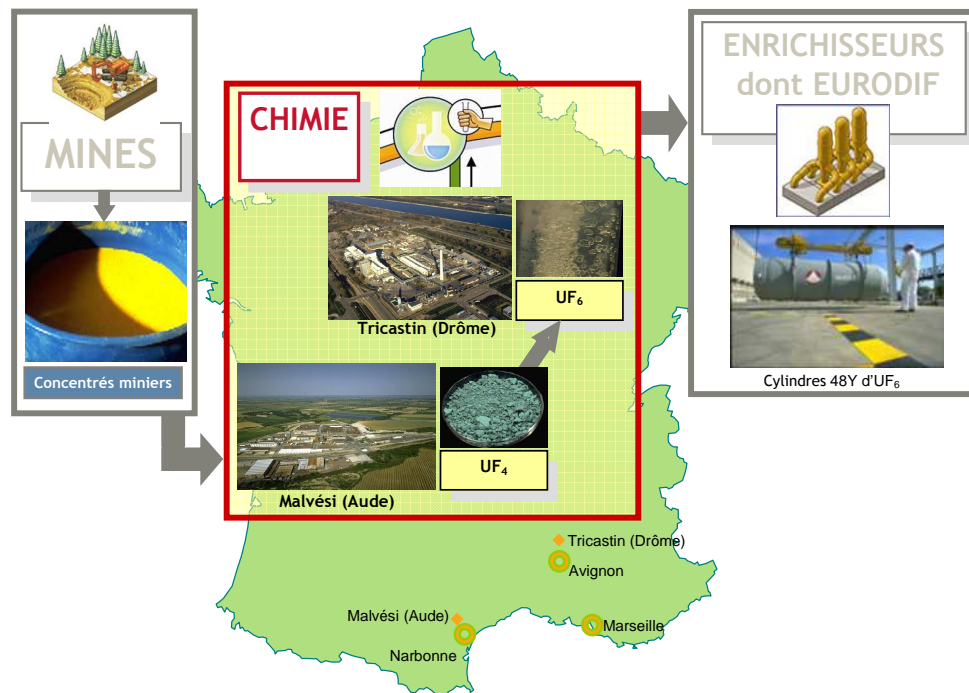 MINES
Concentrés miniers
CHIMIE
Tricastin (Drôme)
UF₆
Malvési (Aude)
UF₄
ENRICHISSEURS
dont EURODIF
Cylindres 48Y d'UF₆
Tricastin (Drôme)
Avignon
Malvési (Aude)
Narbonne
Marseille